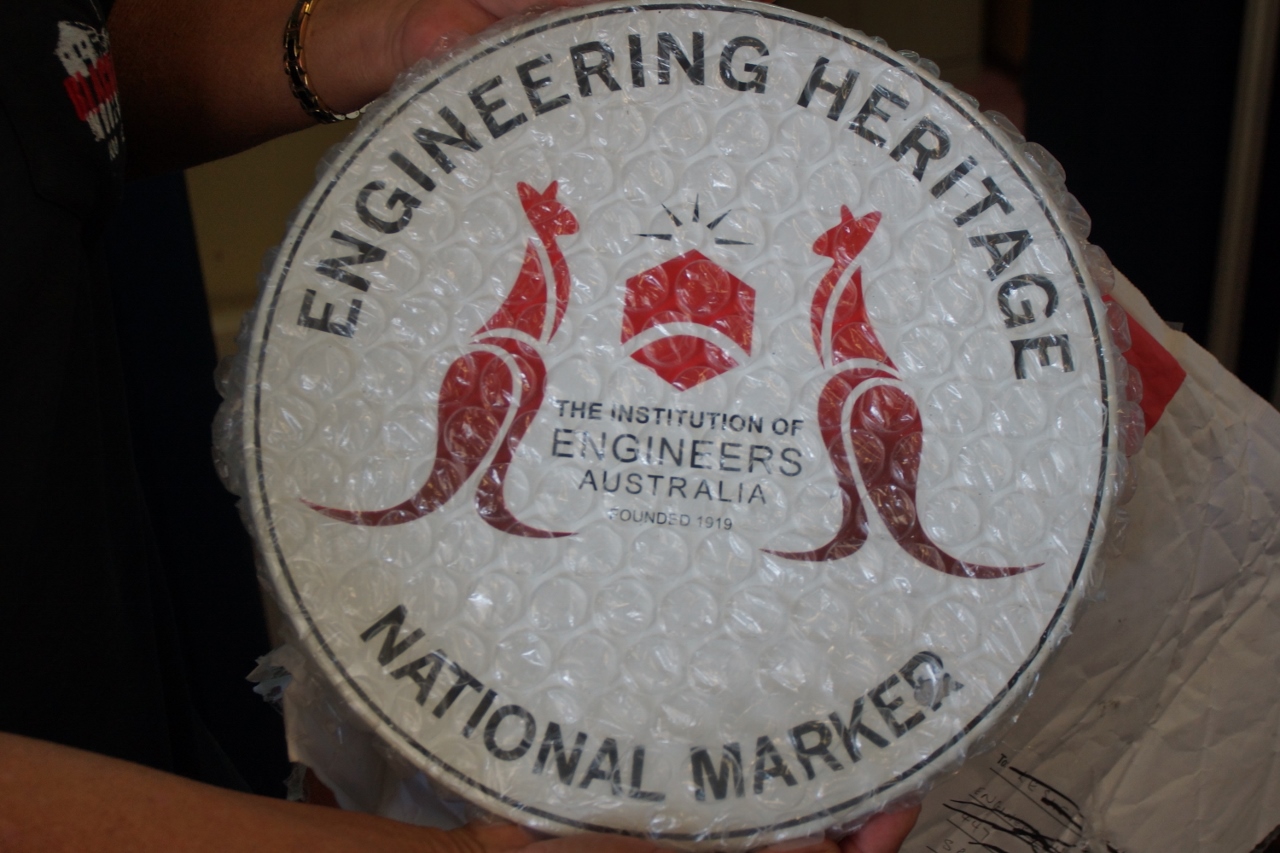 ENGINEERING HERITAGE
THE INSTITUTION OF
ENGINEERS
AUSTRALIA
FOUNDED 1919
NATIONAL MARKER